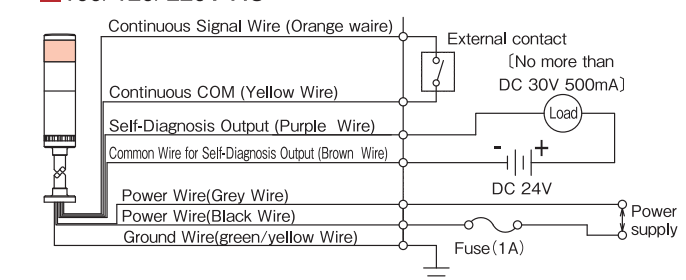 Continuous Signal Wire (Orange waire)
External contact
[No more than
DC 30V 500mA]
Continuous COM (Yellow Wire)
Load
Self-Diagnosis Output (Purple Wire)
Common Wire for Self-Diagnosis Output (Brown Wire)
- +
DC 24V
Power Wire(Grey Wire)
Power Wire(Black Wire)
Power
supply
Ground Wire(green/yellow Wire)
Fuse(1A)